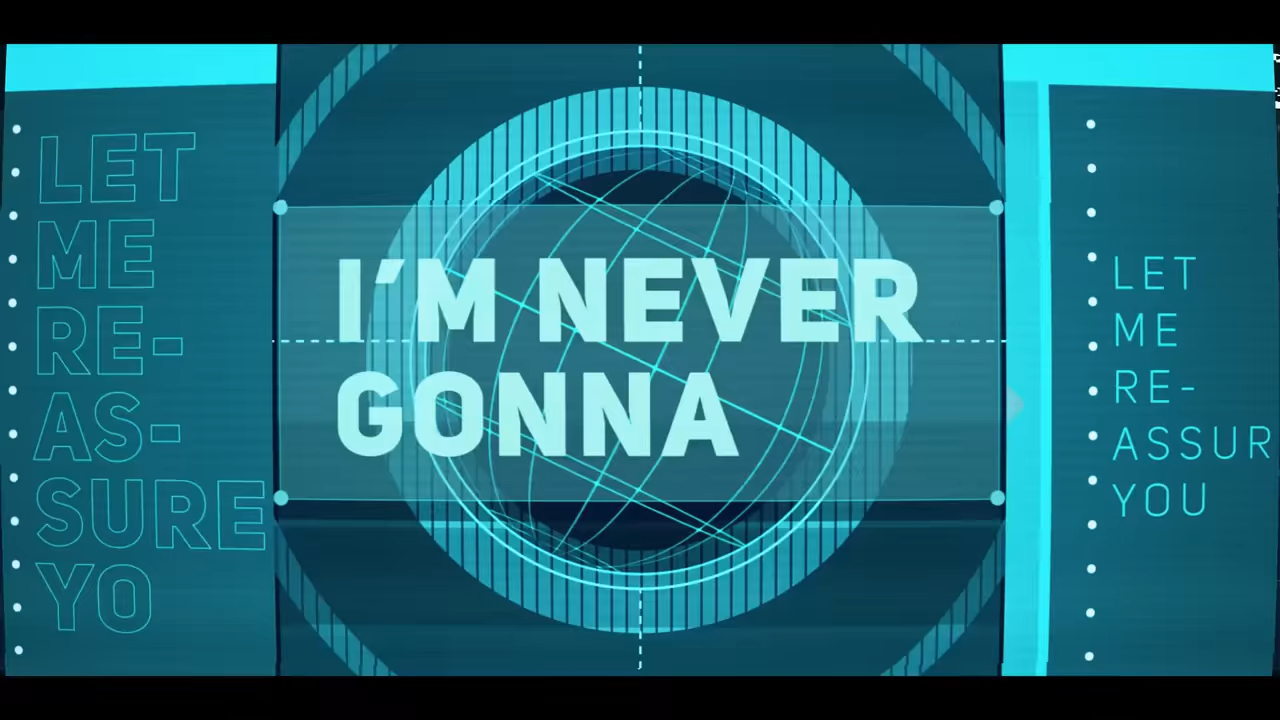 LET
ME
RE-
AS-
SURE
YO
I'M NEVER
GONNA
LET
ME
RE-
ASSUR
YOU